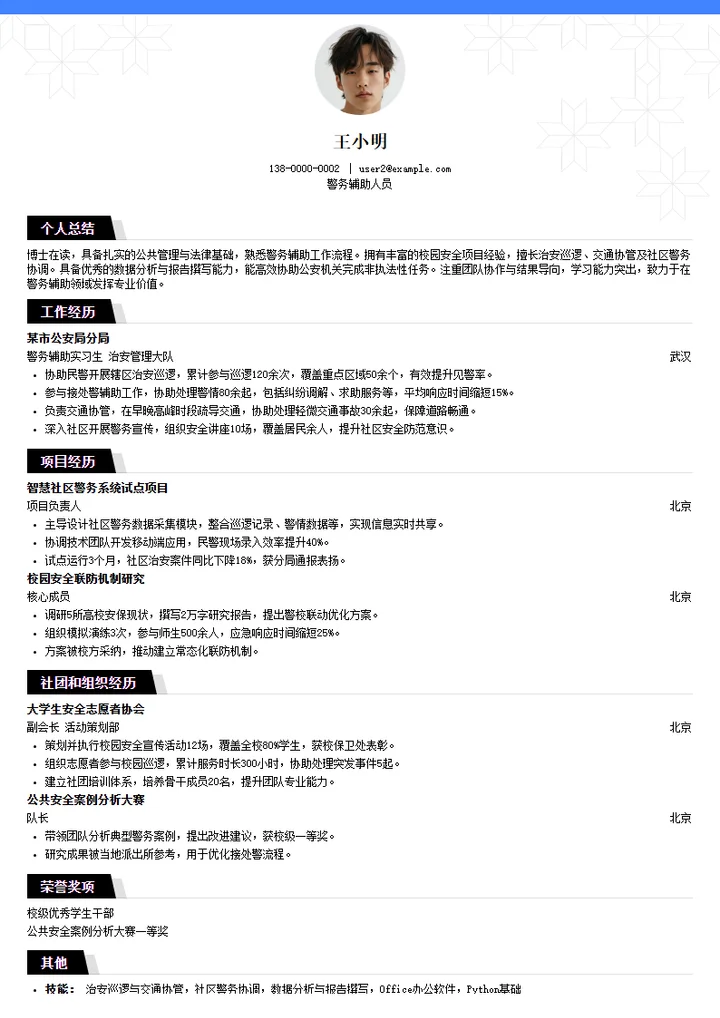 王小明
138-0000-0002 | user2@example.com
警务辅助人员
个人总结
博士在读，具备扎实的公共管理与法律基础，熟悉警务辅助工作流程。拥有丰富的校园安全项目经验，擅长治安巡逻、交通协管及社区警务
协调。具备优秀的数据分析与报告撰写能力，能高效协助公安机关完成非执法性任务。注重团队协作与结果导向，学习能力突出，致力于在
警务辅助领域发挥专业价值。
工作经历
某市公安局分局
警务辅助实习生 治安管理大队 武汉
• 协助民警开展辖区治安巡逻，累计参与巡逻120余次，覆盖重点区域50余个，有效提升见警率。
• 参与接处警辅助工作，协助处理警情80余起，包括纠纷调解、求助服务等，平均响应时间缩短15%。
• 负责交通协管，在早晚高峰时段疏导交通，协助处理轻微交通事故30余起，保障道路畅通。
• 深入社区开展警务宣传，组织安全讲座10场，覆盖居民余人，提升社区安全防范意识。
项目经历
智慧社区警务系统试点项目
项目负责人 北京
• 主导设计社区警务数据采集模块，整合巡逻记录、警情数据等，实现信息实时共享。
• 协调技术团队开发移动端应用，民警现场录入效率提升40%。
• 试点运行3个月，社区治安案件同比下降18%，获分局通报表扬。
校园安全联防机制研究
核心成员 北京
• 调研5所高校安保现状，撰写2万字研究报告，提出警校联动优化方案。
• 组织模拟演练3次，参与师生500余人，应急响应时间缩短25%。
• 方案被校方采纳，推动建立常态化联防机制。
社团和组织经历
大学生安全志愿者协会
副会长 活动策划部 北京
• 策划并执行校园安全宣传活动12场，覆盖全校80%学生，获校保卫处表彰。
• 组织志愿者参与校园巡逻，累计服务时长300小时，协助处理突发事件5起。
• 建立社团培训体系，培养骨干成员20名，提升团队专业能力。
公共安全案例分析大赛
队长 北京
• 带领团队分析典型警务案例，提出改进建议，获校级一等奖。
• 研究成果被当地派出所参考，用于优化接处警流程。
荣誉奖项
校级优秀学生干部
公共安全案例分析大赛一等奖
其他
• 技能： 治安巡逻与交通协管，社区警务协调，数据分析与报告撰写，Office办公软件，Python基础